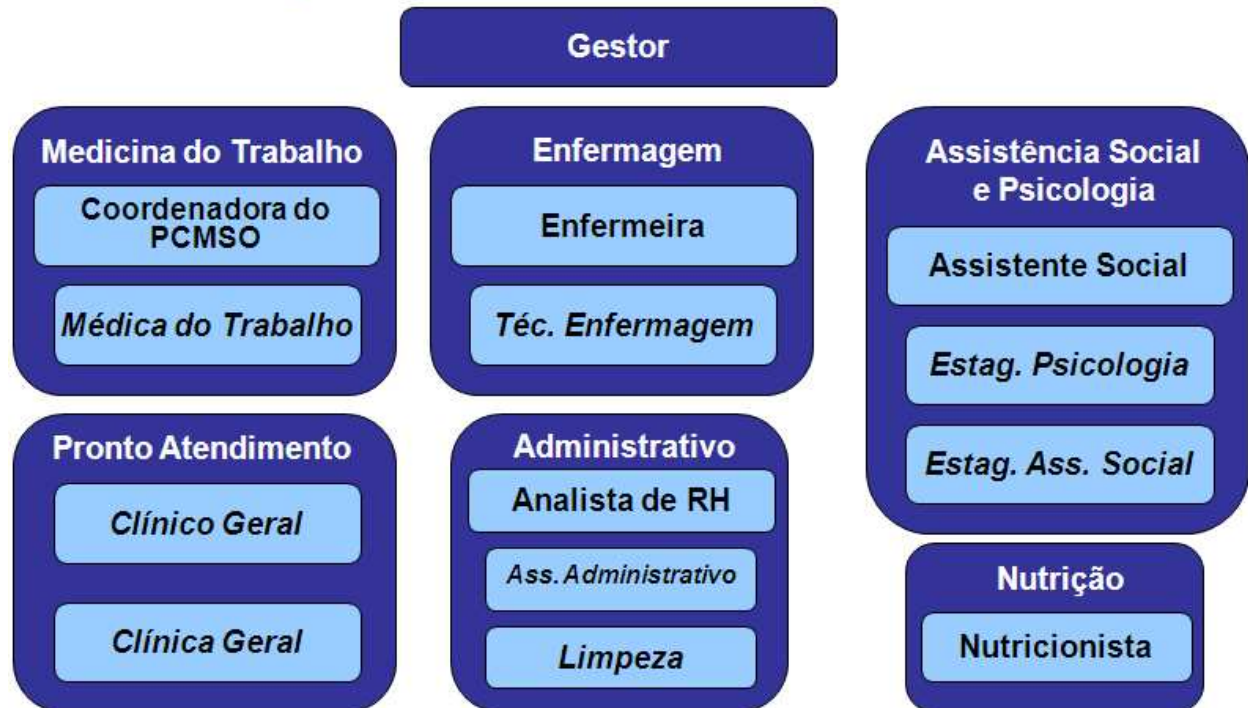 Gestor
Medicina do Trabalho
Coordenadora do
PCMSO
Médica do Trabalho
Enfermagem
Enfermeira
Téc. Enfermagem
Assistência Social
e Psicologia
Assistente Social
Estag. Psicologia
Estag. Ass. Social
Pronto Atendimento
Clínico Geral
Clínica Geral
Administrativo
Analista de RH
Ass. Administrativo
Limpeza
Nutrição
Nutricionista